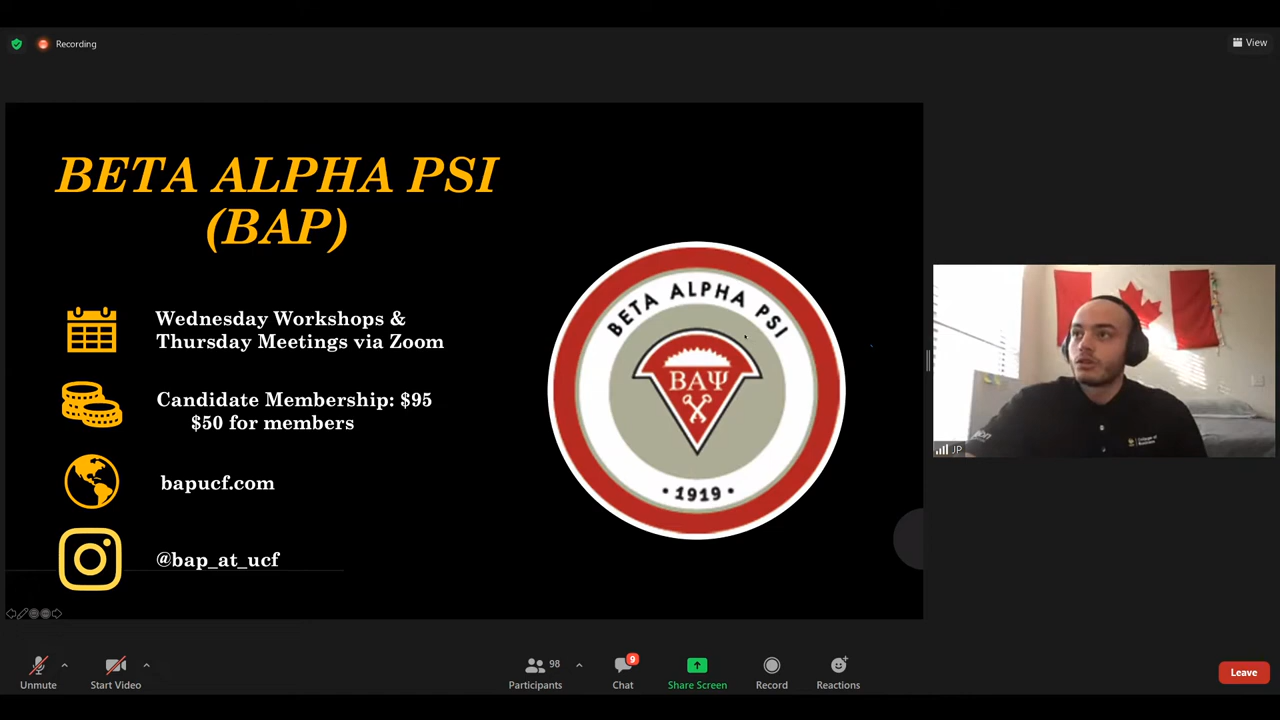 Recording
View
BETA ALPHA PSI
(BAP)
Wednesday Workshops &
Thursday Meetings via Zoom
Candidate Membership: $95
$50 for members
bapucf.com
@bap_at_ucf
BETA ALPHA PSI
ΒΑΨ
• 1919 •
JP
Unmute
Start Video
98
Participants
9
Chat
Share Screen
Record
Reactions
Leave